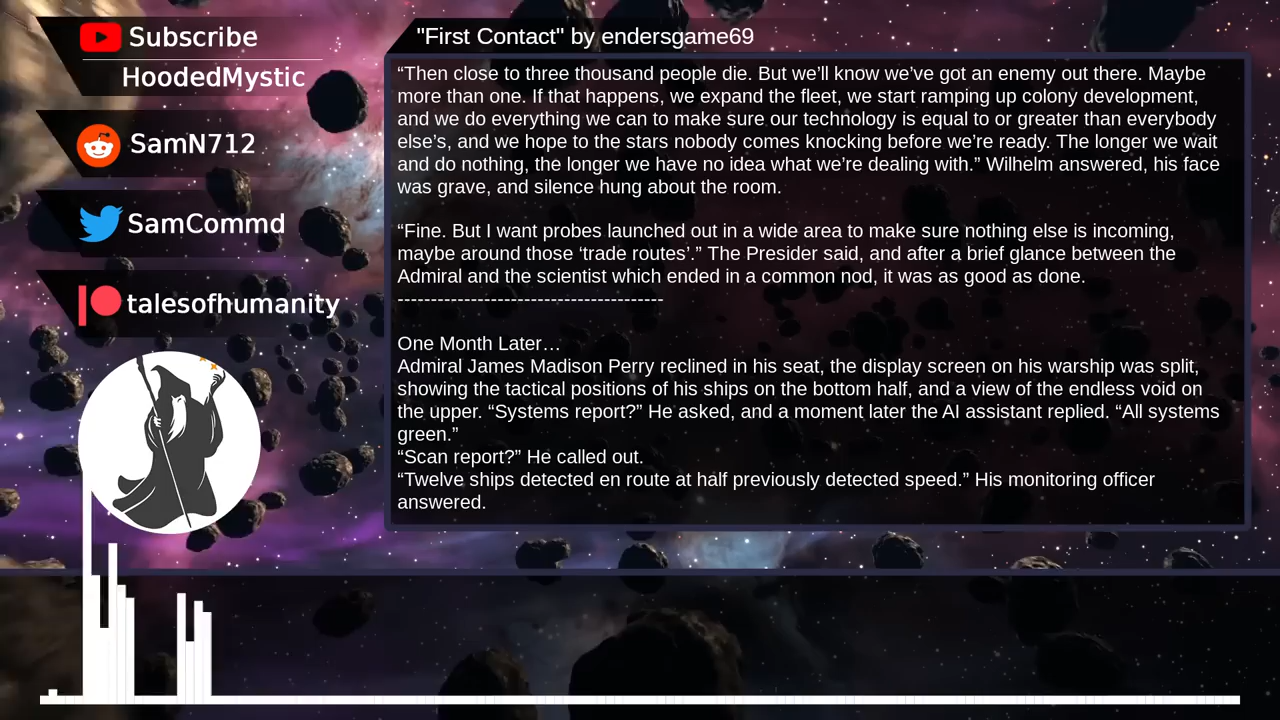 Subscribe
HoodedMystic
SamN712
SamCommd
talesofhumanity
"First Contact" by endersgame69
“Then close to three thousand people die. But we’ll know we’ve got an enemy out there. Maybe
more than one. If that happens, we expand the fleet, we start ramping up colony development,
and we do everything we can to make sure our technology is equal to or greater than everybody
else’s, and we hope to the stars nobody comes knocking before we’re ready. The longer we wait
and do nothing, the longer we have no idea what we’re dealing with.” Wilhelm answered, his face
was grave, and silence hung about the room.
“Fine. But I want probes launched out in a wide area to make sure nothing else is incoming,
maybe around those ‘trade routes’.” The Presider said, and after a brief glance between the
Admiral and the scientist which ended in a common nod, it was as good as done.
----------------------------------------
One Month Later…
Admiral James Madison Perry reclined in his seat, the display screen on his warship was split,
showing the tactical positions of his ships on the bottom half, and a view of the endless void on
the upper. “Systems report?” He asked, and a moment later the AI assistant replied. “All systems
green.”
“Scan report?” He called out.
“Twelve ships detected en route at half previously detected speed.” His monitoring officer
answered.